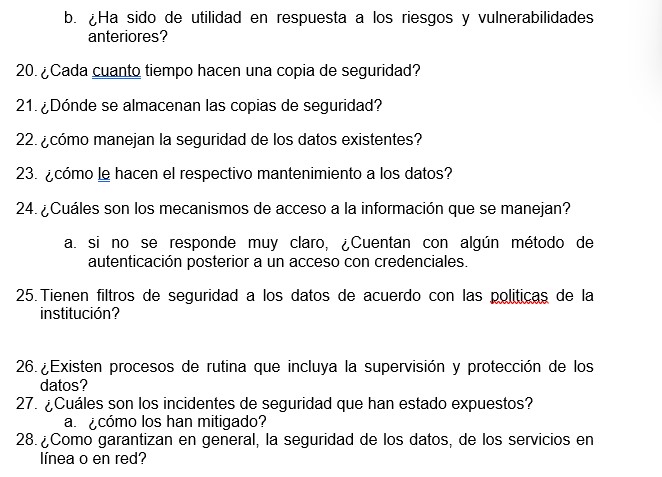 b. ¿Ha sido de utilidad en respuesta a los riesgos y vulnerabilidades
anteriores?
20. ¿Cada cuanto tiempo hacen una copia de seguridad?
21. ¿Dónde se almacenan las copias de seguridad?
22. ¿cómo manejan la seguridad de los datos existentes?
23. ¿cómo le hacen el respectivo mantenimiento a los datos?
24. ¿Cuáles son los mecanismos de acceso a la información que se manejan?
a. si no se responde muy claro, ¿Cuentan con algún método de
autenticación posterior a un acceso con credenciales.
25. Tienen filtros de seguridad a los datos de acuerdo con las politicas de la
institución?
26. ¿Existen procesos de rutina que incluya la supervisión y protección de los
datos?
27. ¿Cuáles son los incidentes de seguridad que han estado expuestos?
a. ¿cómo los han mitigado?
28. ¿Como garantizan en general, la seguridad de los datos, de los servicios en
línea o en red?